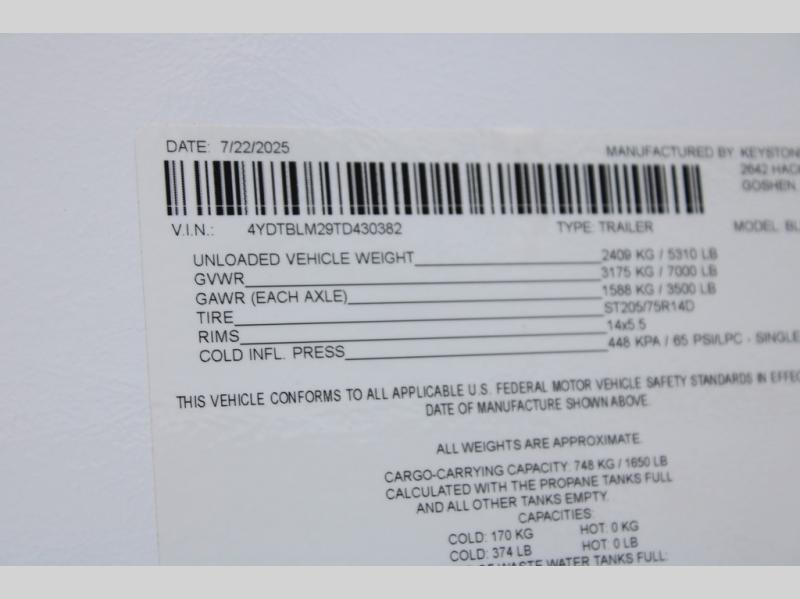 DATE: 7/22/2025
MANUFACTURED BY KEYSTONE
2642 HACK
GOSHEN,
V.I.N.: 4YDTBLM29TD430382 TYPE: TRAILER MODEL: BL
UNLOADED VEHICLE WEIGHT 2409 KG / 5310 LB
GVWR 3175 KG / 7000 LB
GAWR (EACH AXLE) 1588 KG / 3500 LB
TIRE ST205/75R14D
RIMS 14x5.5
COLD INFL. PRESS 448 KPA / 65 PSI/LPC - SINGLE
THIS VEHICLE CONFORMS TO ALL APPLICABLE U.S. FEDERAL MOTOR VEHICLE SAFETY STANDARDS IN EFFEC
DATE OF MANUFACTURE SHOWN ABOVE.
ALL WEIGHTS ARE APPROXIMATE.
CARGO-CARRYING CAPACITY: 748 KG / 1650 LB
CALCULATED WITH THE PROPANE TANKS FULL
AND ALL OTHER TANKS EMPTY.
CAPACITIES:
COLD: 170 KG HOT: 0 KG
COLD: 374 LB HOT: 0 LB
WASTE WATER TANKS FULL: